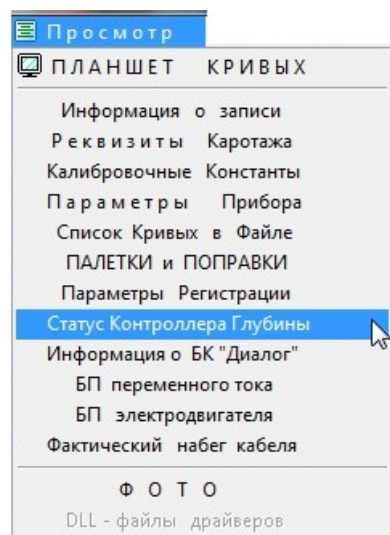 Просмотр
ПЛАНШЕТ КРИВЫХ
Информация о записи
Реквизиты Каротажа
Калибровочные Константы
Параметры Прибора
Список Кривых в Файле
ПАЛЕТКИ и ПОПРАВКИ
Параметры Регистрации
Статус Контроллера Глубины
Информация о БК "Диалог"
БП переменного тока
БП электродвигателя
Фактический набег кабеля
ФОТО
DLL - файлы драйверов